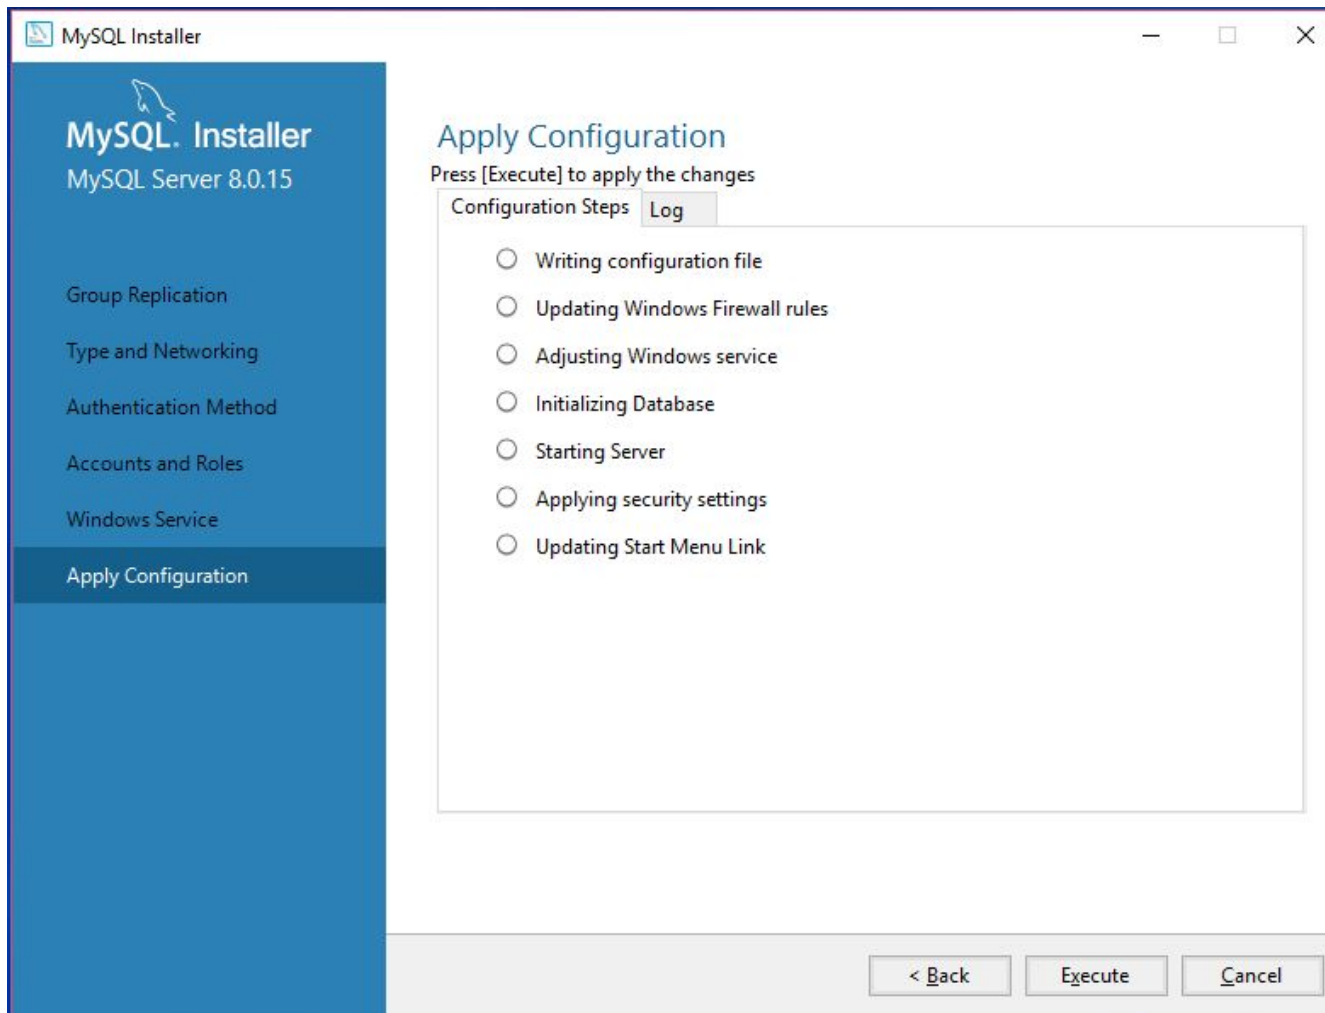 MySQL Installer
MySQL. Installer
MySQL Server 8.0.15
Group Replication
Type and Networking
Authentication Method
Accounts and Roles
Windows Service
Apply Configuration
Apply Configuration
Press [Execute] to apply the changes
Configuration Steps Log
Writing configuration file
Updating Windows Firewall rules
Adjusting Windows service
Initializing Database
Starting Server
Applying security settings
Updating Start Menu Link
< Back Execute Cancel